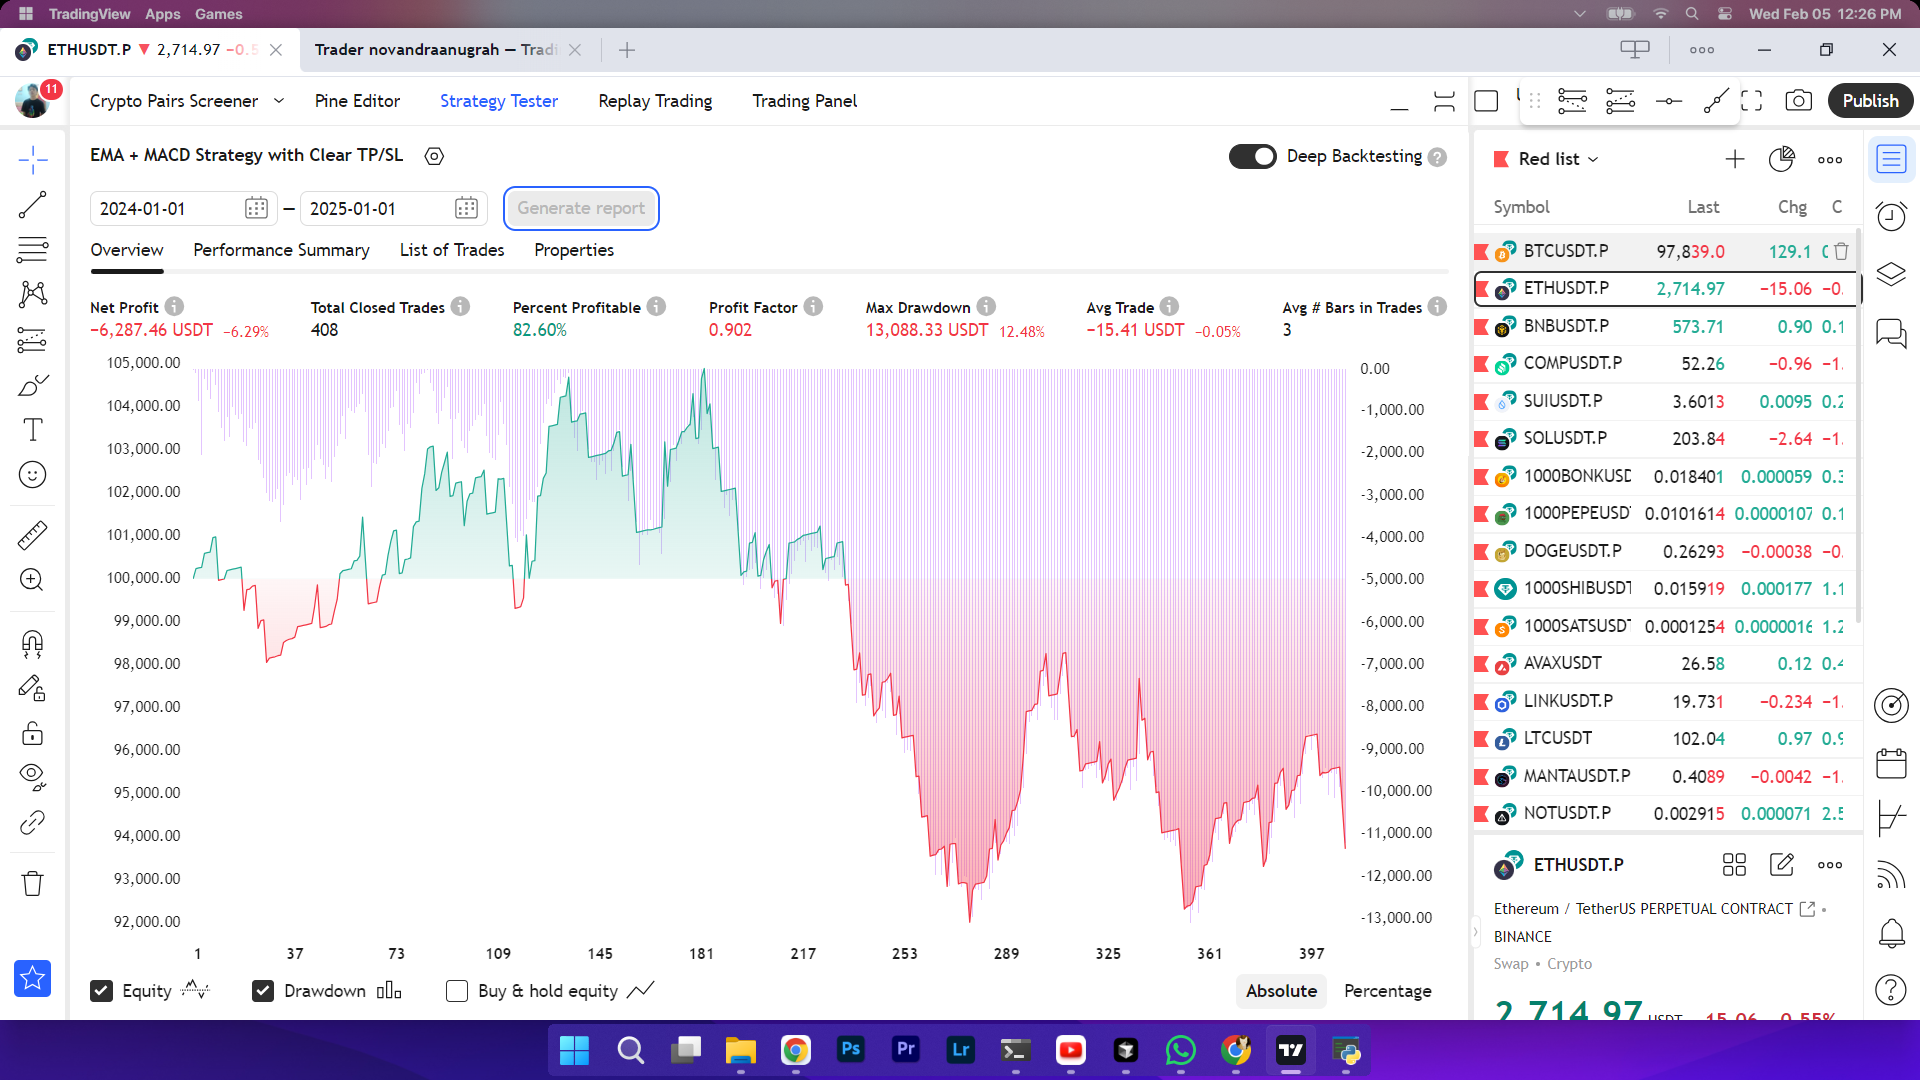 TradingView Apps Games
Wed Feb 05 12:26 PM
ETHUSDT.P 2,714.97 −0.5
Trader novandraanugrah — Tradi
11
Crypto Pairs Screener Pine Editor Strategy Tester Replay Trading Trading Panel
Publish
EMA + MACD Strategy with Clear TP/SL
Deep Backtesting
2024-01-01 — 2025-01-01 Generate report
Overview Performance Summary List of Trades Properties
Net Profit Total Closed Trades Percent Profitable Profit Factor Max Drawdown Avg Trade Avg # Bars in Trades
−6,287.46 USDT −6.29% 408 82.60% 0.902 13,088.33 USDT 12.48% −15.41 USDT −0.05% 3
105,000.00
104,000.00
103,000.00
102,000.00
101,000.00
100,000.00
99,000.00
98,000.00
97,000.00
96,000.00
95,000.00
94,000.00
93,000.00
92,000.00
0.00
-1,000.00
-2,000.00
-3,000.00
-4,000.00
-5,000.00
-6,000.00
-7,000.00
-8,000.00
-9,000.00
-10,000.00
-11,000.00
-12,000.00
-13,000.00
1 37 73 109 145 181 217 253 289 325 361 397
Equity Drawdown Buy & hold equity Absolute Percentage
Red list
Symbol Last Chg C
BTCUSDT.P 97,839.0 129.1
ETHUSDT.P 2,714.97 −15.06 −0.
BNBUSDT.P 573.71 0.90 0.1
COMPUSDT.P 52.26 −0.96 −1.
SUIUSDT.P 3.6013 0.0095 0.2
SOLUSDT.P 203.84 −2.64 −1.
1000BONKUSD 0.018401 0.000059 0.3
1000PEPEUSD 0.0101614 0.0000107 0.1
DOGEUSDT.P 0.26293 −0.00038 −0.
1000SHIBUSDT 0.015919 0.000177 1.1
1000SATSUSDT 0.0001254 0.0000016 1.2
AVAXUSDT 26.58 0.12 0.4
LINKUSDT.P 19.731 −0.234 −1.
LTCUSDT 102.04 0.97 0.9
MANTAUSDT.P 0.4089 −0.0042 −1.
NOTUSDT.P 0.002915 0.000071 2.5
ETHUSDT.P
Ethereum / TetherUS PERPETUAL CONTRACT •
BINANCE
Swap • Crypto
2,714.97 USDT −15.06 −0.55%
Ps Pr Lr